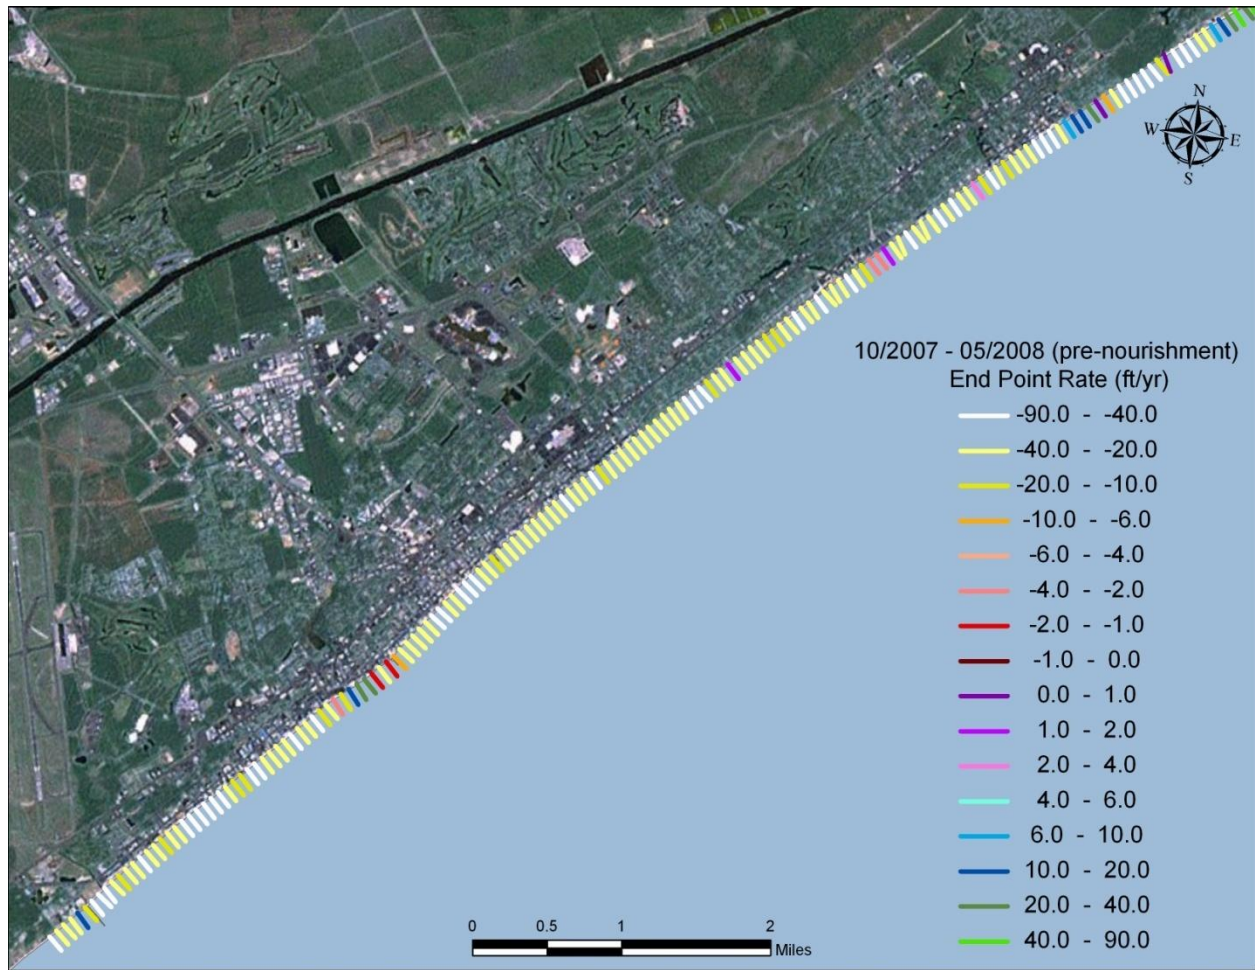 N
W
E
S
10/2007 - 05/2008 (pre-nourishment)
End Point Rate (ft/yr)
-90.0 - -40.0
-40.0 - -20.0
-20.0 - -10.0
-10.0 - -6.0
-6.0 - -4.0
-4.0 - -2.0
-2.0 - -1.0
-1.0 - 0.0
0.0 - 1.0
1.0 - 2.0
2.0 - 4.0
4.0 - 6.0
6.0 - 10.0
10.0 - 20.0
20.0 - 40.0
40.0 - 90.0
0 0.5 1 2
Miles